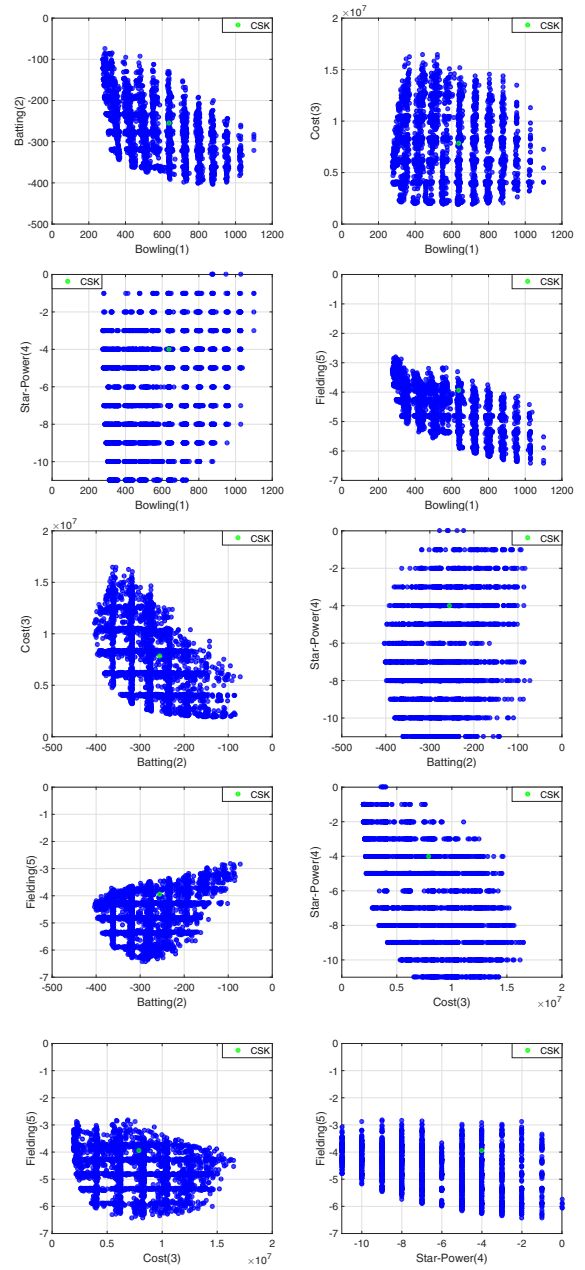 0
-100
-200
-300
-400
-500
Batting(2)
0 200 400 600 800 1000 1200
Bowling(1)
CSK
×10⁷
2
1.5
1
0.5
0
Cost(3)
0 200 400 600 800 1000 1200
Bowling(1)
CSK
0
-2
-4
-6
-8
-10
Star-Power(4)
0 200 400 600 800 1000 1200
Bowling(1)
CSK
0
-1
-2
-3
-4
-5
-6
-7
Fielding(5)
0 200 400 600 800 1000 1200
Bowling(1)
CSK
×10⁷
2
1.5
1
0.5
0
Cost(3)
-500 -400 -300 -200 -100 0
Batting(2)
CSK
0
-2
-4
-6
-8
-10
Star-Power(4)
-500 -400 -300 -200 -100 0
Batting(2)
CSK
0
-1
-2
-3
-4
-5
-6
-7
Fielding(5)
-500 -400 -300 -200 -100 0
Batting(2)
CSK
0
-2
-4
-6
-8
-10
Star-Power(4)
0 0.5 1 1.5 2
Cost(3) ×10⁷
CSK
0
-1
-2
-3
-4
-5
-6
-7
Fielding(5)
0 0.5 1 1.5 2
Cost(3) ×10⁷
CSK
0
-1
-2
-3
-4
-5
-6
-7
Fielding(5)
-10 -8 -6 -4 -2 0
Star-Power(4)
CSK